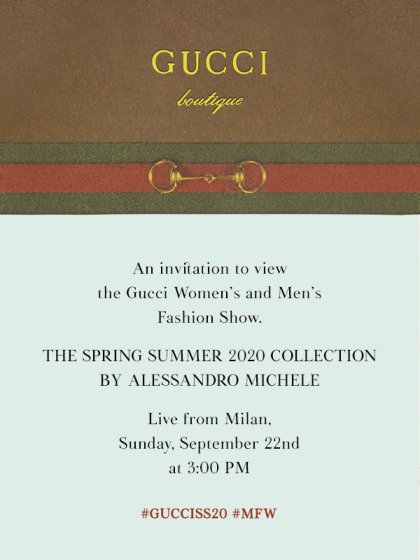 GUCCI
boutique
An invitation to view
the Gucci Women's and Men's
Fashion Show.
THE SPRING SUMMER 2020 COLLECTION
BY ALESSANDRO MICHELE
Live from Milan,
Sunday, September 22nd
at 3:00 PM
#GUCCISS20 #MFW